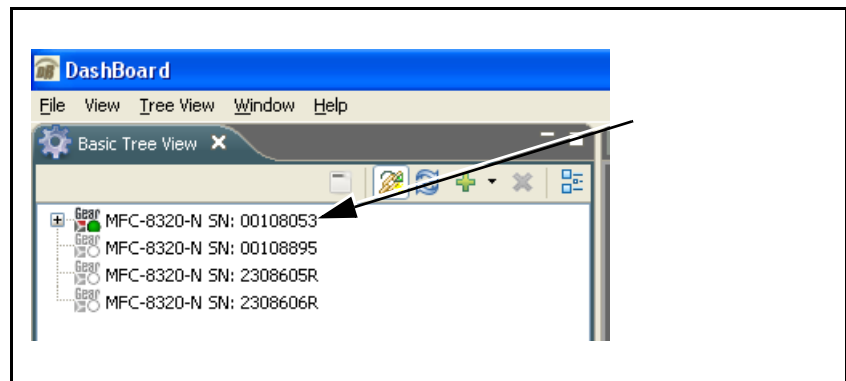 DashBoard
File View Tree View Window Help
Basic Tree View
Gear MFC-8320-N SN: 00108053
Gear MFC-8320-N SN: 00108895
Gear MFC-8320-N SN: 2308605R
Gear MFC-8320-N SN: 2308606R